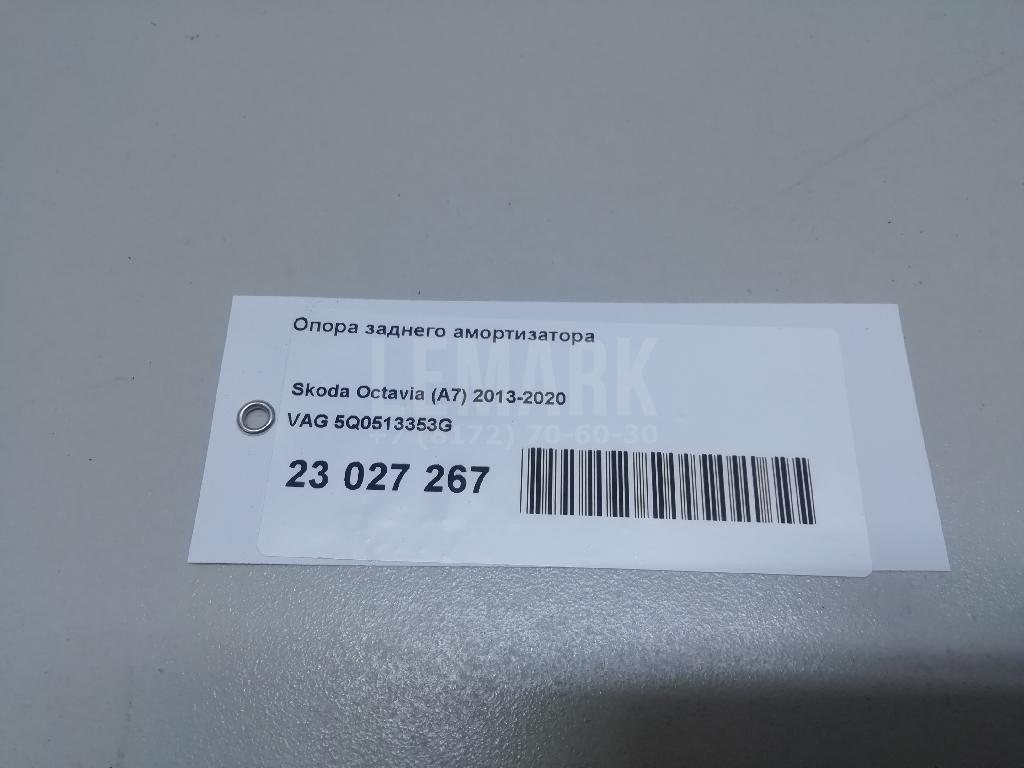 Опора заднего амортизатора
LEMARK
Skoda Octavia (A7) 2013-2020
VAG 5Q0513353G
+7 (8172) 70-60-30
23 027 267